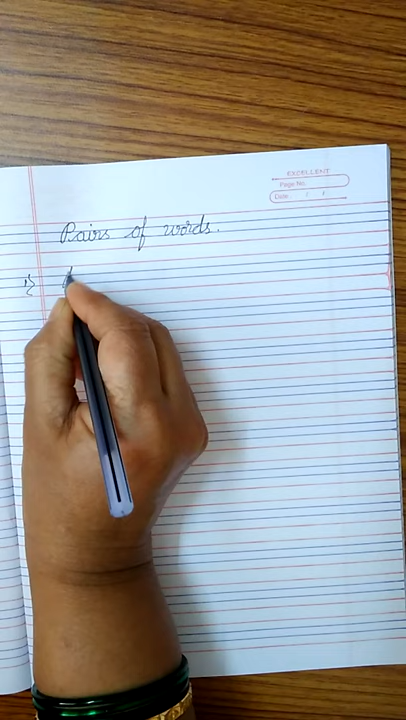 EXCELLENT
Page No.
Date / /
Pairs of words.
1}